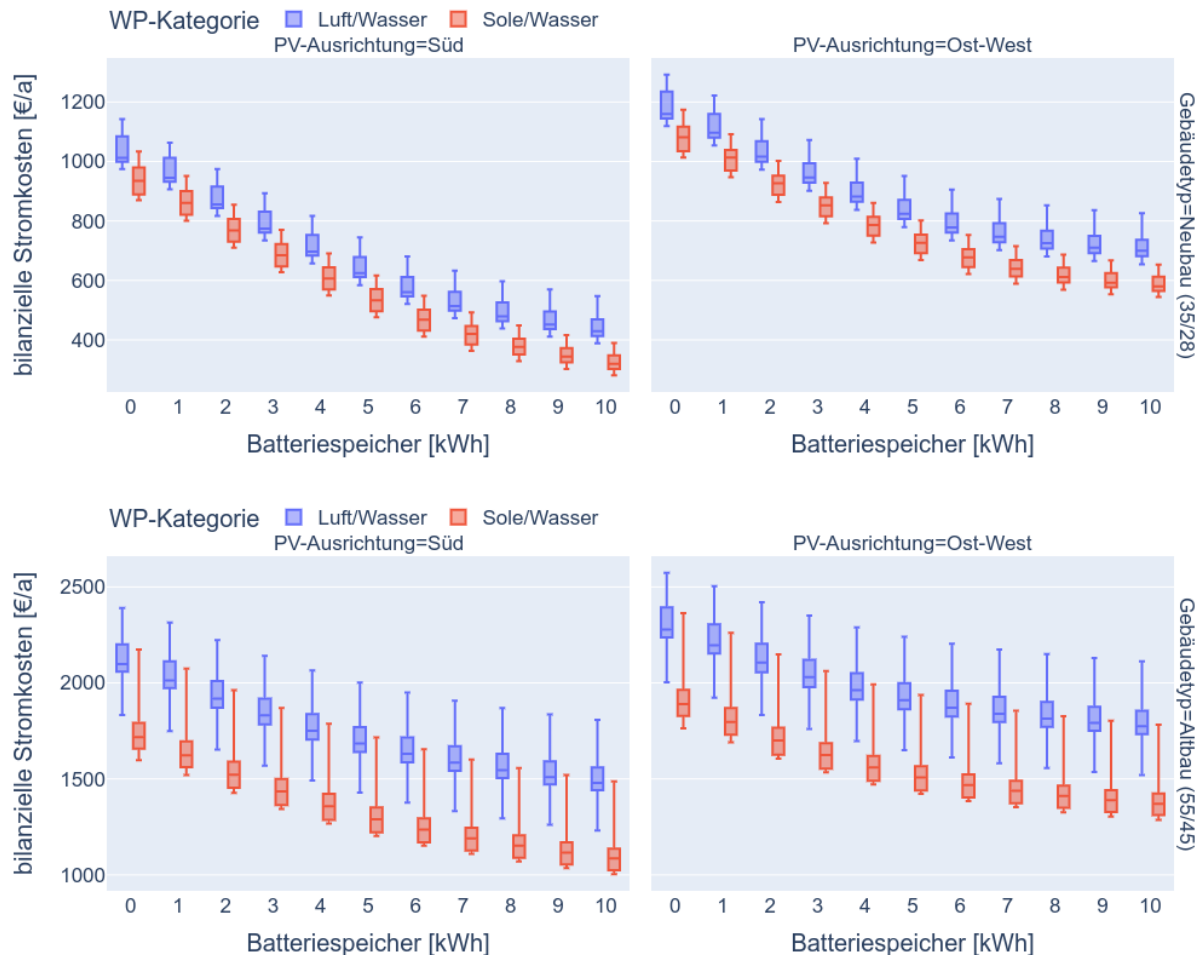 WP-Kategorie Luft/Wasser Sole/Wasser
PV-Ausrichtung=Süd PV-Ausrichtung=Ost-West
bilanzielle Stromkosten [€/a]
1200
1000
800
600
400
0 1 2 3 4 5 6 7 8 9 10 0 1 2 3 4 5 6 7 8 9 10
Batteriespeicher [kWh] Batteriespeicher [kWh]
Gebäudetyp=Neubau (35/28)
WP-Kategorie Luft/Wasser Sole/Wasser
PV-Ausrichtung=Süd PV-Ausrichtung=Ost-West
bilanzielle Stromkosten [€/a]
2500
2000
1500
1000
0 1 2 3 4 5 6 7 8 9 10 0 1 2 3 4 5 6 7 8 9 10
Batteriespeicher [kWh] Batteriespeicher [kWh]
Gebäudetyp=Altbau (55/45)